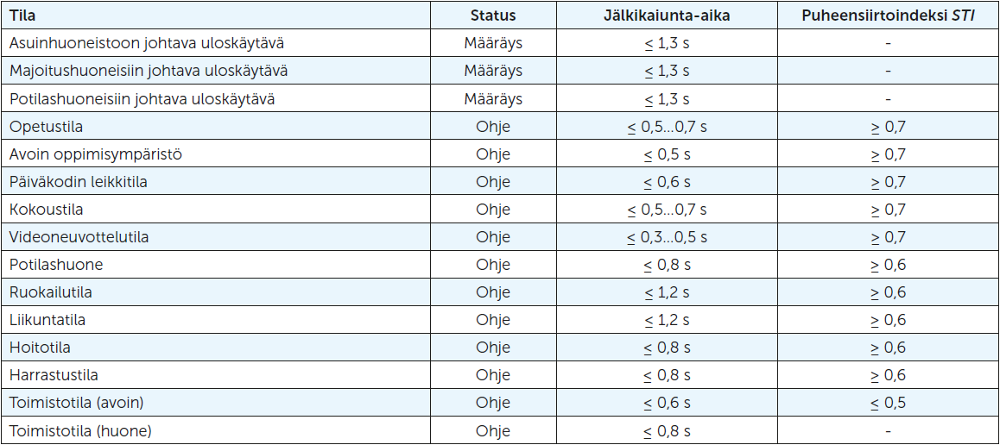 Tila Status Jälkikaiunta-aika Puheensiirtoindeksi STI
Asuinhuoneistoon johtava uloskäytävä Määräys ≤ 1,3 s -
Majoitushuoneisiin johtava uloskäytävä Määräys ≤ 1,3 s -
Potilashuoneisiin johtava uloskäytävä Määräys ≤ 1,3 s -
Opetustila Ohje ≤ 0,5…0,7 s ≥ 0,7
Avoin oppimisympäristö Ohje ≤ 0,5 s ≥ 0,7
Päiväkodin leikkitila Ohje ≤ 0,6 s ≥ 0,7
Kokoustila Ohje ≤ 0,5…0,7 s ≥ 0,7
Videoneuvottelutila Ohje ≤ 0,3…0,5 s ≥ 0,7
Potilashuone Ohje ≤ 0,8 s ≥ 0,6
Ruokailutila Ohje ≤ 1,2 s ≥ 0,6
Liikuntatila Ohje ≤ 1,2 s ≥ 0,6
Hoitotila Ohje ≤ 0,8 s ≥ 0,6
Harrastustila Ohje ≤ 0,8 s ≥ 0,6
Toimistotila (avoin) Ohje ≤ 0,6 s ≤ 0,5
Toimistotila (huone) Ohje ≤ 0,8 s -